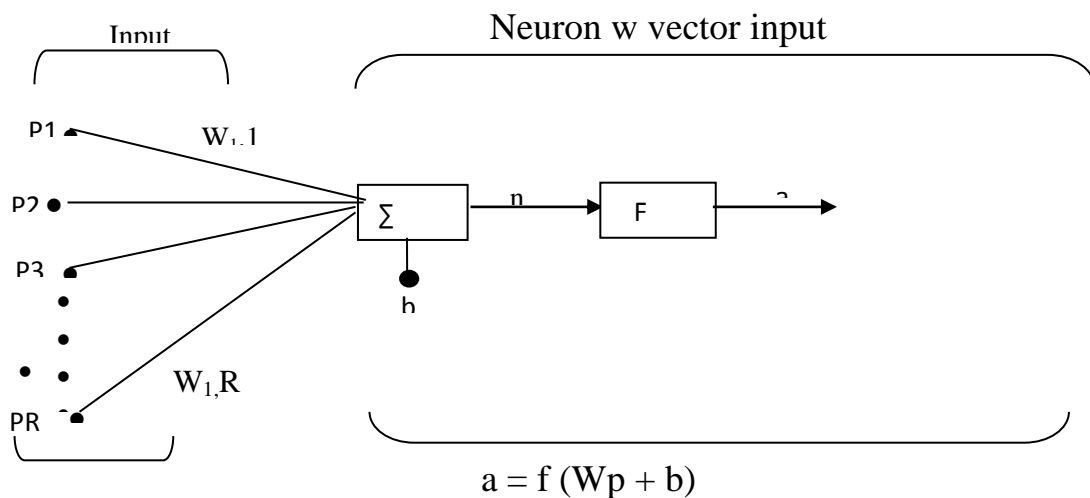 Input
Neuron w vector input
P1
W₁,1
P2
Σ
n
F
a
P3
b
W₁,R
PR
a = f (Wp + b)